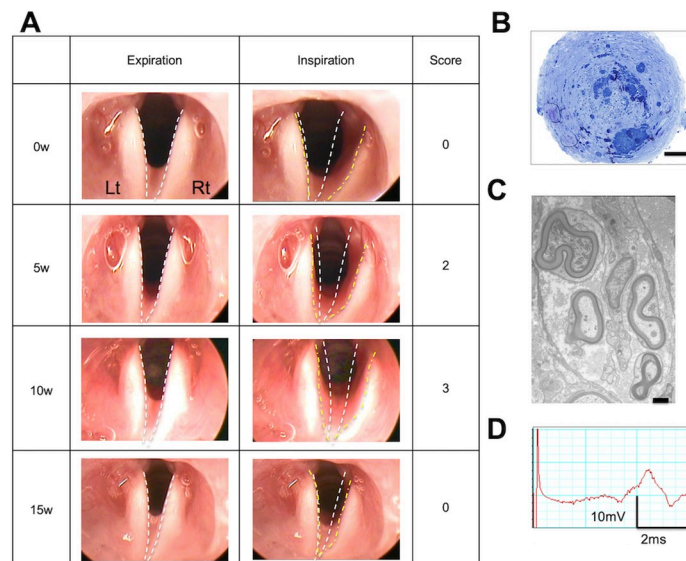 A
Expiration Inspiration Score
0w Lt Rt 0
5w 2
10w 3
15w 0
B
C
D
10mV
2ms